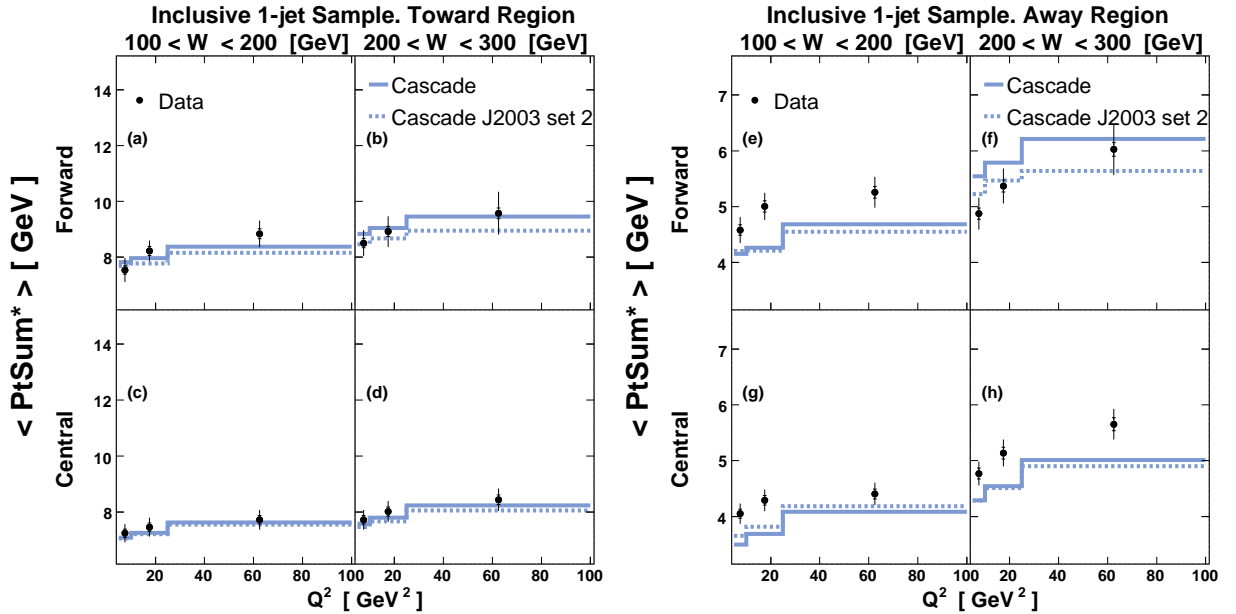 Inclusive 1-jet Sample. Toward Region
100 < W < 200 [GeV]
200 < W < 300 [GeV]
< PtSum* > [ GeV ]
Forward
Central
14
12
10
8
14
12
10
8
Data
Cascade
Cascade J2003 set 2
(a)
(b)
(c)
(d)
20 40 60 80 100
20 40 60 80 100
Q² [ GeV² ]
Inclusive 1-jet Sample. Away Region
100 < W < 200 [GeV]
200 < W < 300 [GeV]
< PtSum* > [ GeV ]
Forward
Central
7
6
5
4
7
6
5
4
Data
Cascade
Cascade J2003 set 2
(e)
(f)
(g)
(h)
20 40 60 80 100
20 40 60 80 100
Q² [ GeV² ]